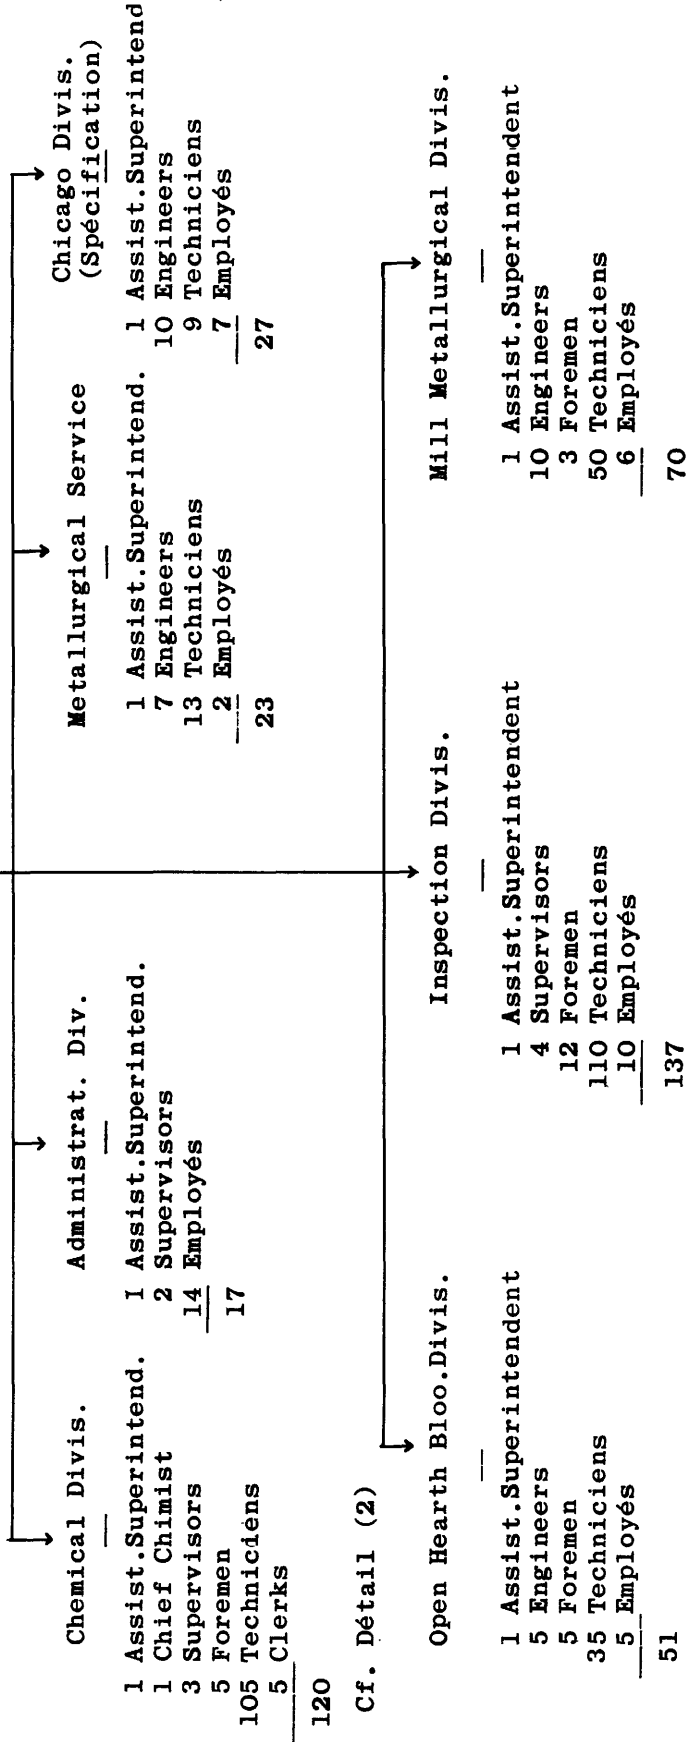 Chemical Divis.
1 Assist.Superintend.
1 Chief Chimist
3 Supervisors
5 Foremen
105 Techniciens
5 Clerks
120
Administrat. Div.
1 Assist.Superintend.
2 Supervisors
14 Employés
17
Metallurgical Service
1 Assist.Superintend.
7 Engineers
13 Techniciens
2 Employés
23
Chicago Divis.
(Spécification)
1 Assist.Superintend
10 Engineers
9 Techniciens
7 Employés
27
Cf. Détail (2)
Open Hearth Bloo.Divis.
1 Assist.Superintendent
5 Engineers
5 Foremen
35 Techniciens
5 Employés
51
Inspection Divis.
1 Assist.Superintendent
4 Supervisors
12 Foremen
110 Techniciens
10 Employés
137
Mill Metallurgical Divis.
1 Assist.Superintendent
10 Engineers
3 Foremen
50 Techniciens
6 Employés
70